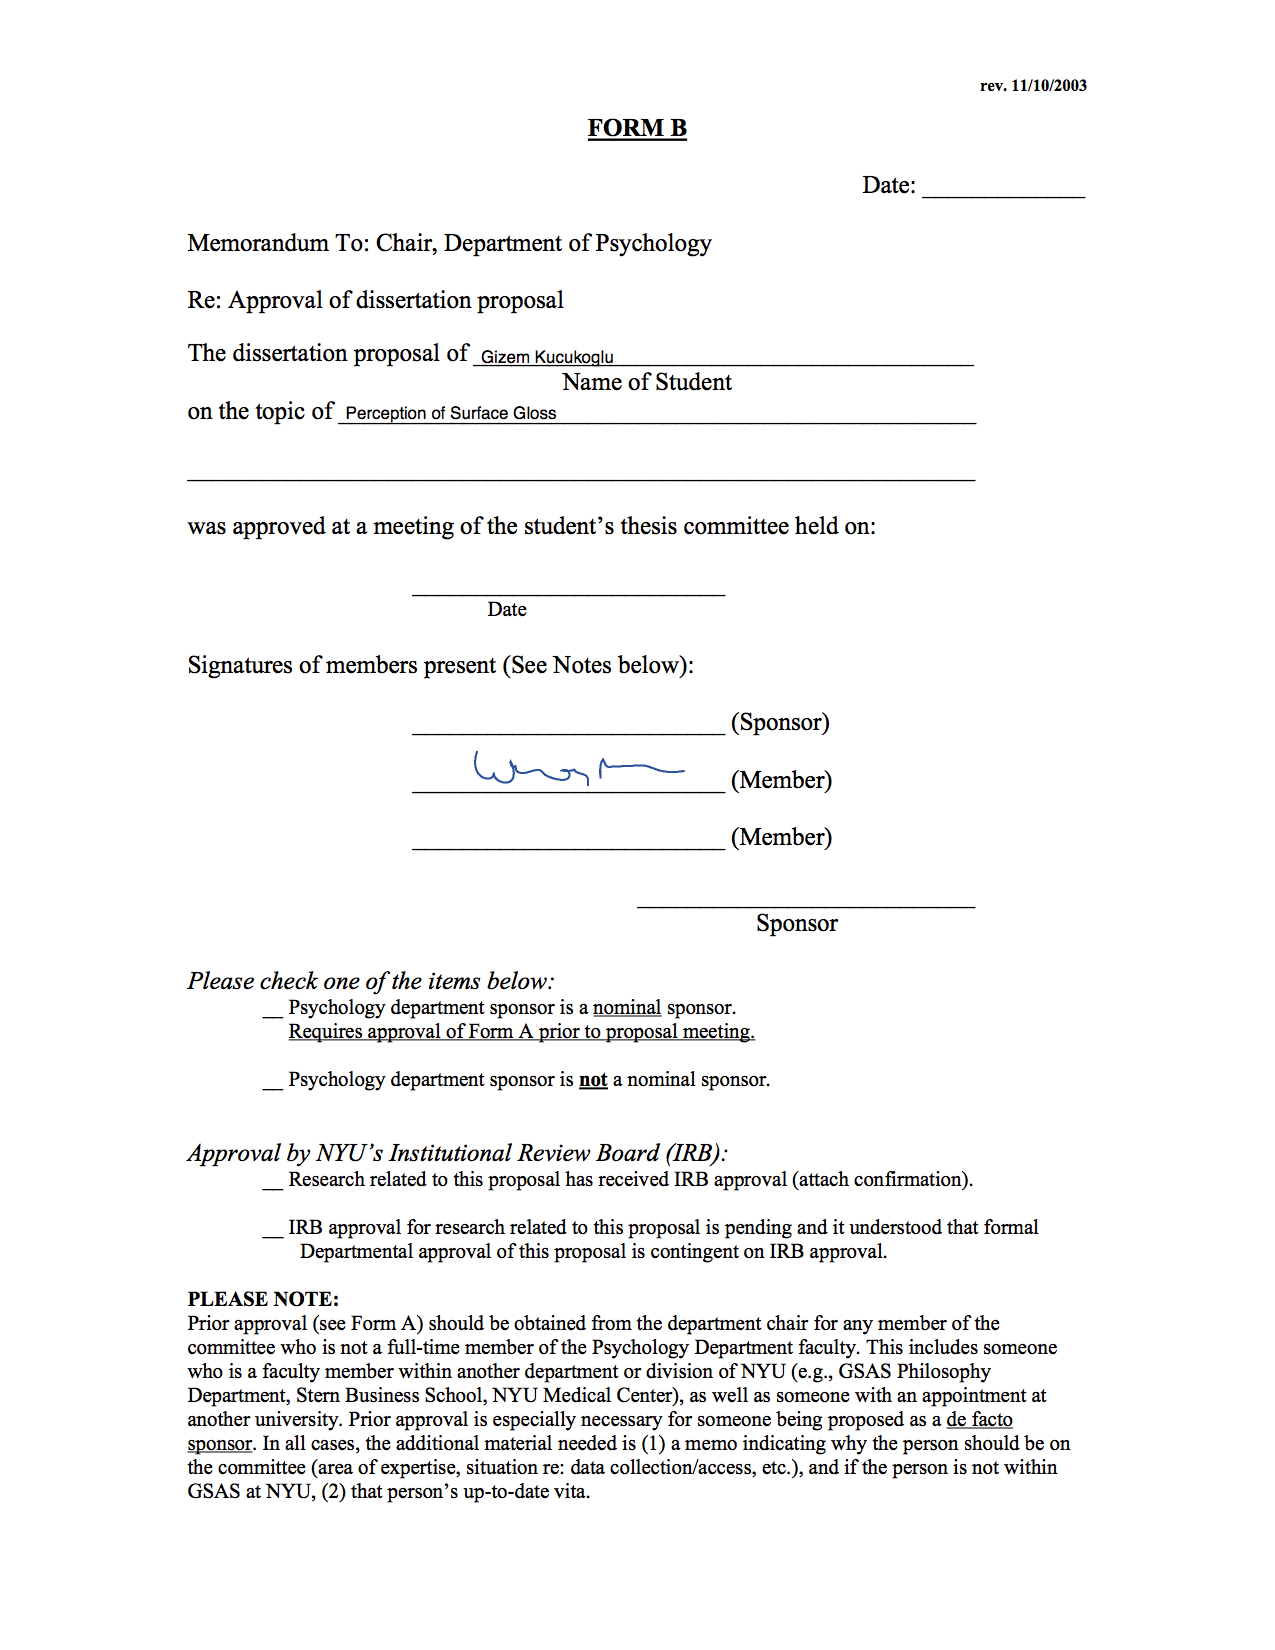 rev. 11/10/2003
FORM B
Date: _____________
Memorandum To: Chair, Department of Psychology
Re: Approval of dissertation proposal
The dissertation proposal of Gizem Kucukoglu
Name of Student
on the topic of Perception of Surface Gloss
was approved at a meeting of the student’s thesis committee held on:
Date
Signatures of members present (See Notes below):
_________________________ (Sponsor)
_________________________ (Member)
_________________________ (Member)
Sponsor
Please check one of the items below:
__ Psychology department sponsor is a nominal sponsor.
Requires approval of Form A prior to proposal meeting.
__ Psychology department sponsor is not a nominal sponsor.
Approval by NYU’s Institutional Review Board (IRB):
__ Research related to this proposal has received IRB approval (attach confirmation).
__ IRB approval for research related to this proposal is pending and it understood that formal
Departmental approval of this proposal is contingent on IRB approval.
PLEASE NOTE:
Prior approval (see Form A) should be obtained from the department chair for any member of the
committee who is not a full-time member of the Psychology Department faculty. This includes someone
who is a faculty member within another department or division of NYU (e.g., GSAS Philosophy
Department, Stern Business School, NYU Medical Center), as well as someone with an appointment at
another university. Prior approval is especially necessary for someone being proposed as a de facto
sponsor. In all cases, the additional material needed is (1) a memo indicating why the person should be on
the committee (area of expertise, situation re: data collection/access, etc.), and if the person is not within
GSAS at NYU, (2) that person’s up-to-date vita.